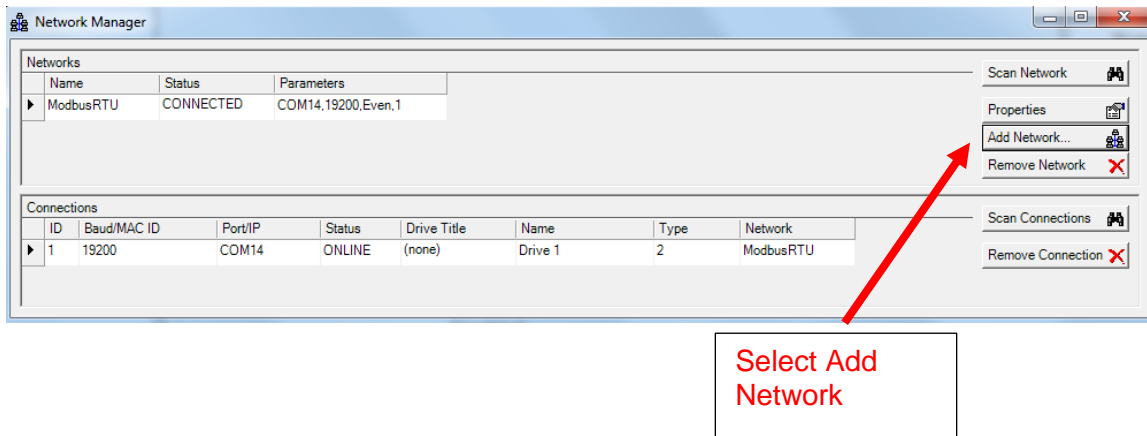 Network Manager
Networks
Name Status Parameters
ModbusRTU CONNECTED COM14,19200,Even,1
Scan Network
Properties
Add Network...
Remove Network
Connections
ID Baud/MAC ID Port/IP Status Drive Title Name Type Network
1 19200 COM14 ONLINE (none) Drive 1 2 ModbusRTU
Scan Connections
Remove Connection
Select Add
Network